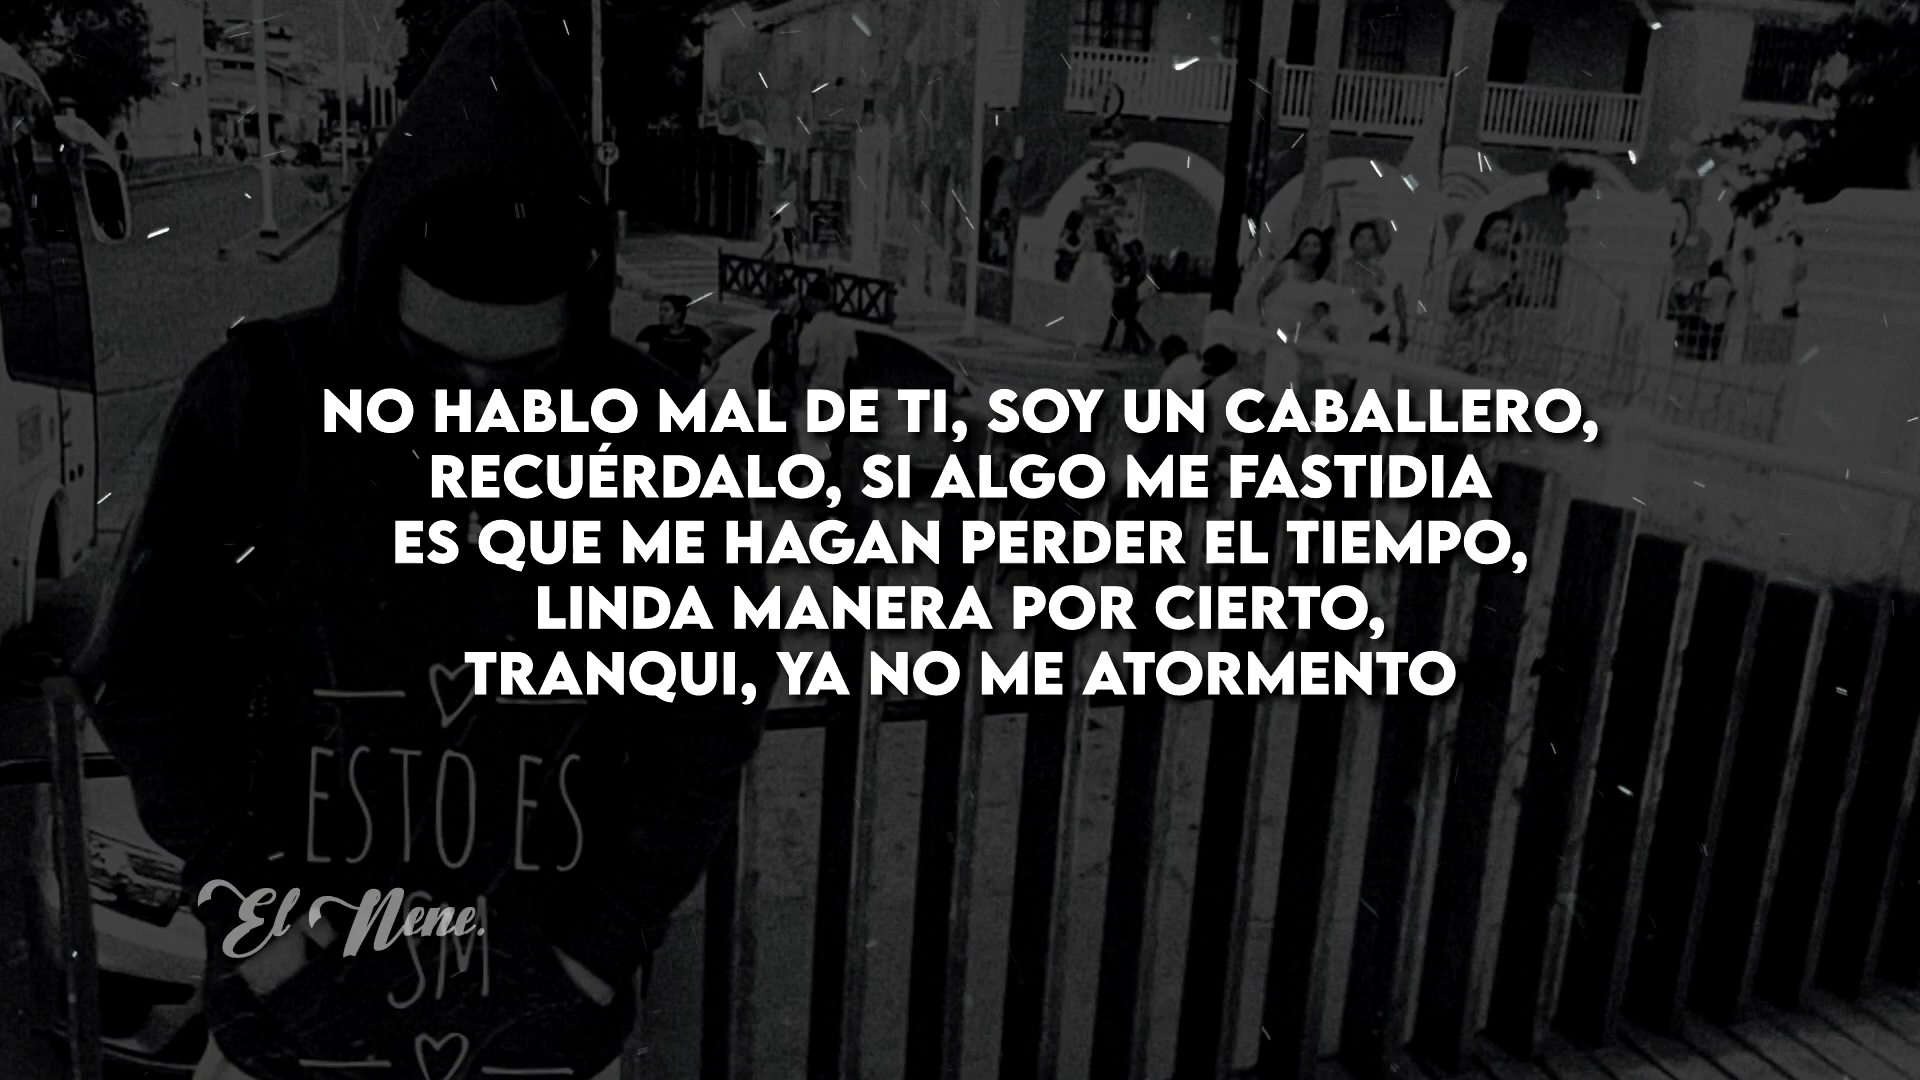 NO HABLO MAL DE TI, SOY UN CABALLERO,
RECUÉRDALO, SI ALGO ME FASTIDIA
ES QUE ME HAGAN PERDER EL TIEMPO,
LINDA MANERA POR CIERTO,
TRANQUI, YA NO ME ATORMENTO
ESTO ES
El Nene.
SM